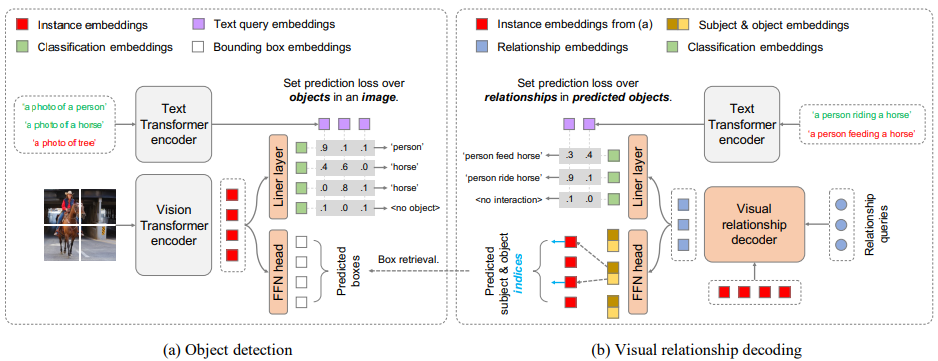 Instance embeddings
Text query embeddings
Classification embeddings
Bounding box embeddings
Set prediction loss over
objects in an image.
'a photo of a person'
'a photo of a horse'
'a photo of tree'
Text
Transformer
encoder
Vision
Transformer
encoder
Liner layer
.9 .1 .1
'person'
.4 .6 .0
'horse'
.0 .8 .1
'horse'
.1 .0 .1
<no object>
FFN head
Predicted
boxes
Box retrieval.
(a) Object detection
Instance embeddings from (a)
Subject & object embeddings
Relationship embeddings
Classification embeddings
Set prediction loss over
relationships in predicted objects.
Text
Transformer
encoder
'a person riding a horse'
'a person feeding a horse'
'person feed horse'
.3 .4
'person ride horse'
.9 .1
<no interaction>
.1 .0
Liner layer
Predicted
subject & object
indices
FFN head
Visual
relationship
decoder
Relationship
queries
(b) Visual relationship decoding